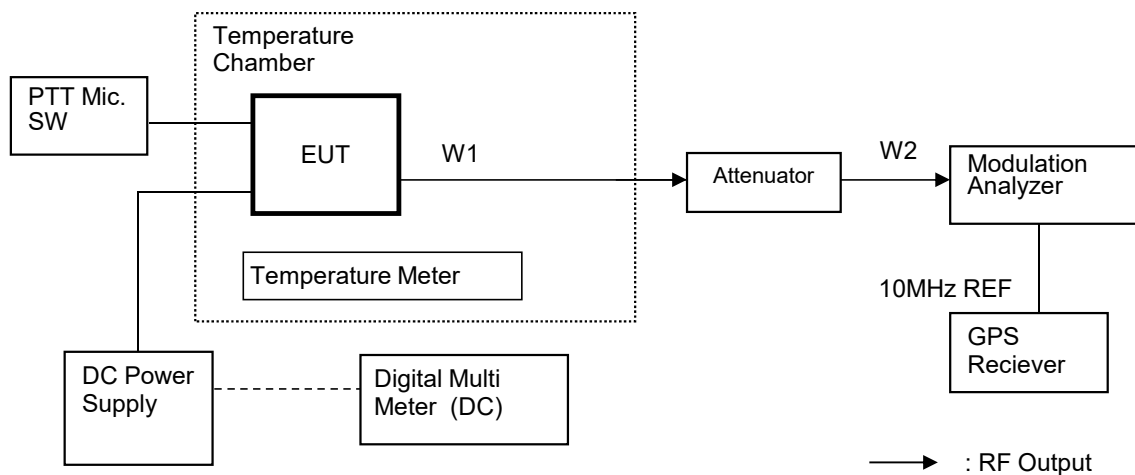 Temperature
Chamber
PTT Mic.
SW
EUT
W1
Attenuator
W2
Modulation
Analyzer
Temperature Meter
10MHz REF
GPS
Reciever
DC Power
Supply
Digital Multi
Meter (DC)
: RF Output